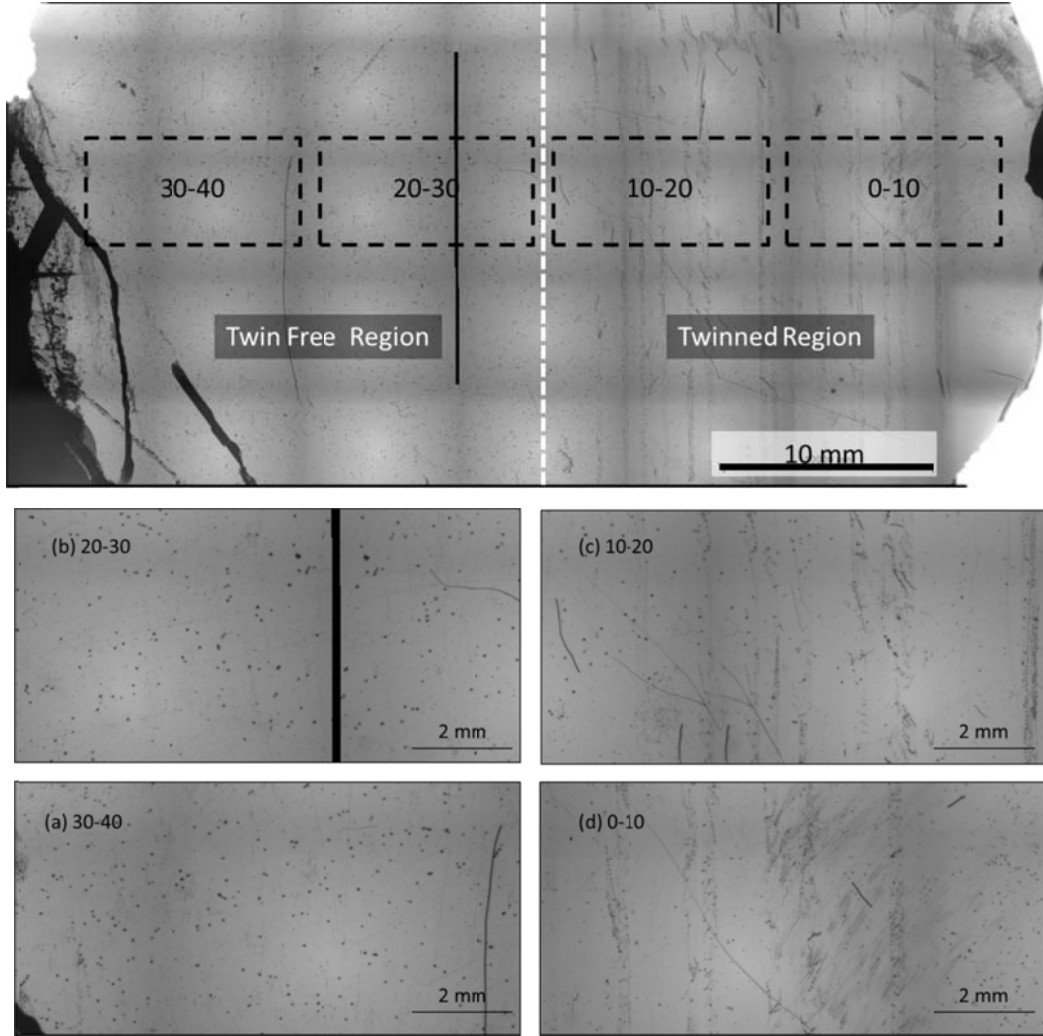 30-40
20-30
10-20
0-10
Twin Free Region
Twinned Region
10 mm
(b) 20-30
2 mm
(c) 10-20
2 mm
(a) 30-40
2 mm
(d) 0-10
2 mm